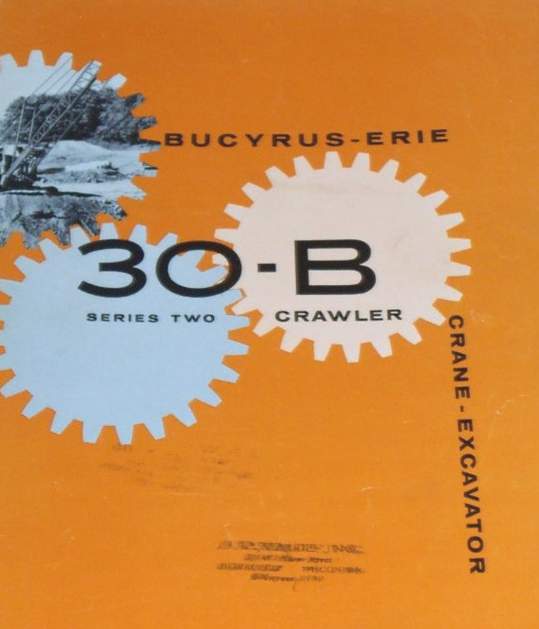 BUCYRUS-ERIE
30-B
SERIES TWO CRAWLER
CRANE-EXCAVATOR